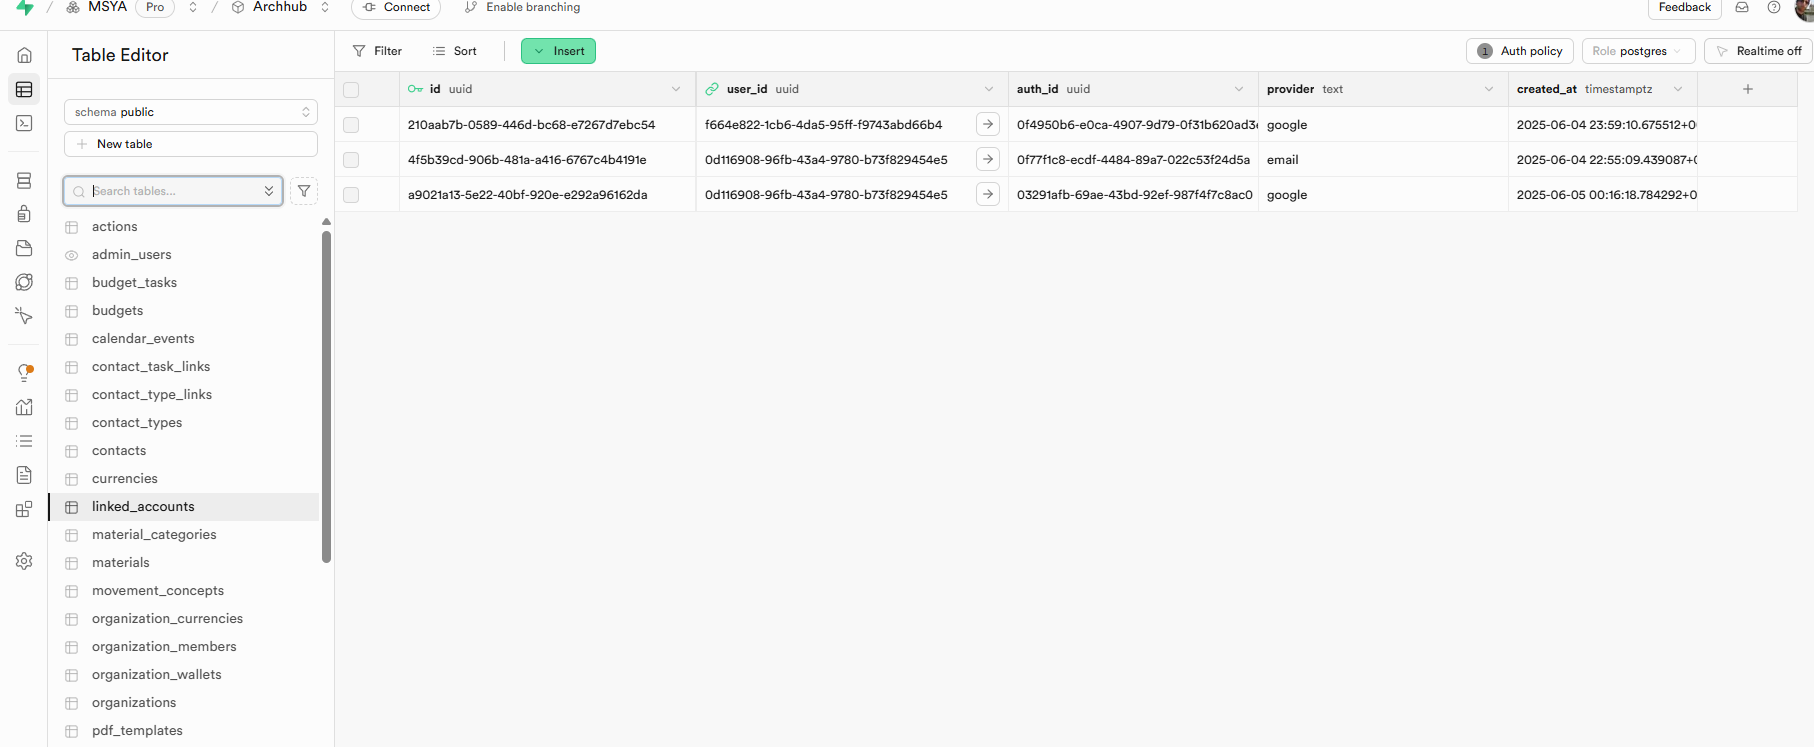 / MSYA Pro / Archhub Connect Enable branching Feedback
Table Editor Filter Sort Insert 1 Auth policy Role postgres Realtime off
id uuid user_id uuid auth_id uuid provider text created_at timestamptz
schema public
210aab7b-0589-446d-bc68-e7267d7ebc54 f664e822-1cb6-4da5-95ff-f9743abd66b4 0f4950b6-e0ca-4907-9d79-0f31b620ad3 google 2025-06-04 23:59:10.675512+0
New table
4f5b39cd-906b-481a-a416-6767c4b4191e 0d116908-96fb-43a4-9780-b73f829454e5 0f77f1c8-ecdf-4484-89a7-022c53f24d5a email 2025-06-04 22:55:09.439087+0
Search tables...
a9021a13-5e22-40bf-920e-e292a96162da 0d116908-96fb-43a4-9780-b73f829454e5 03291afb-69ae-43bd-92ef-987f4f7c8ac0 google 2025-06-05 00:16:18.784292+0
actions
admin_users
budget_tasks
budgets
calendar_events
contact_task_links
contact_type_links
contact_types
contacts
currencies
linked_accounts
material_categories
materials
movement_concepts
organization_currencies
organization_members
organization_wallets
organizations
pdf_templates